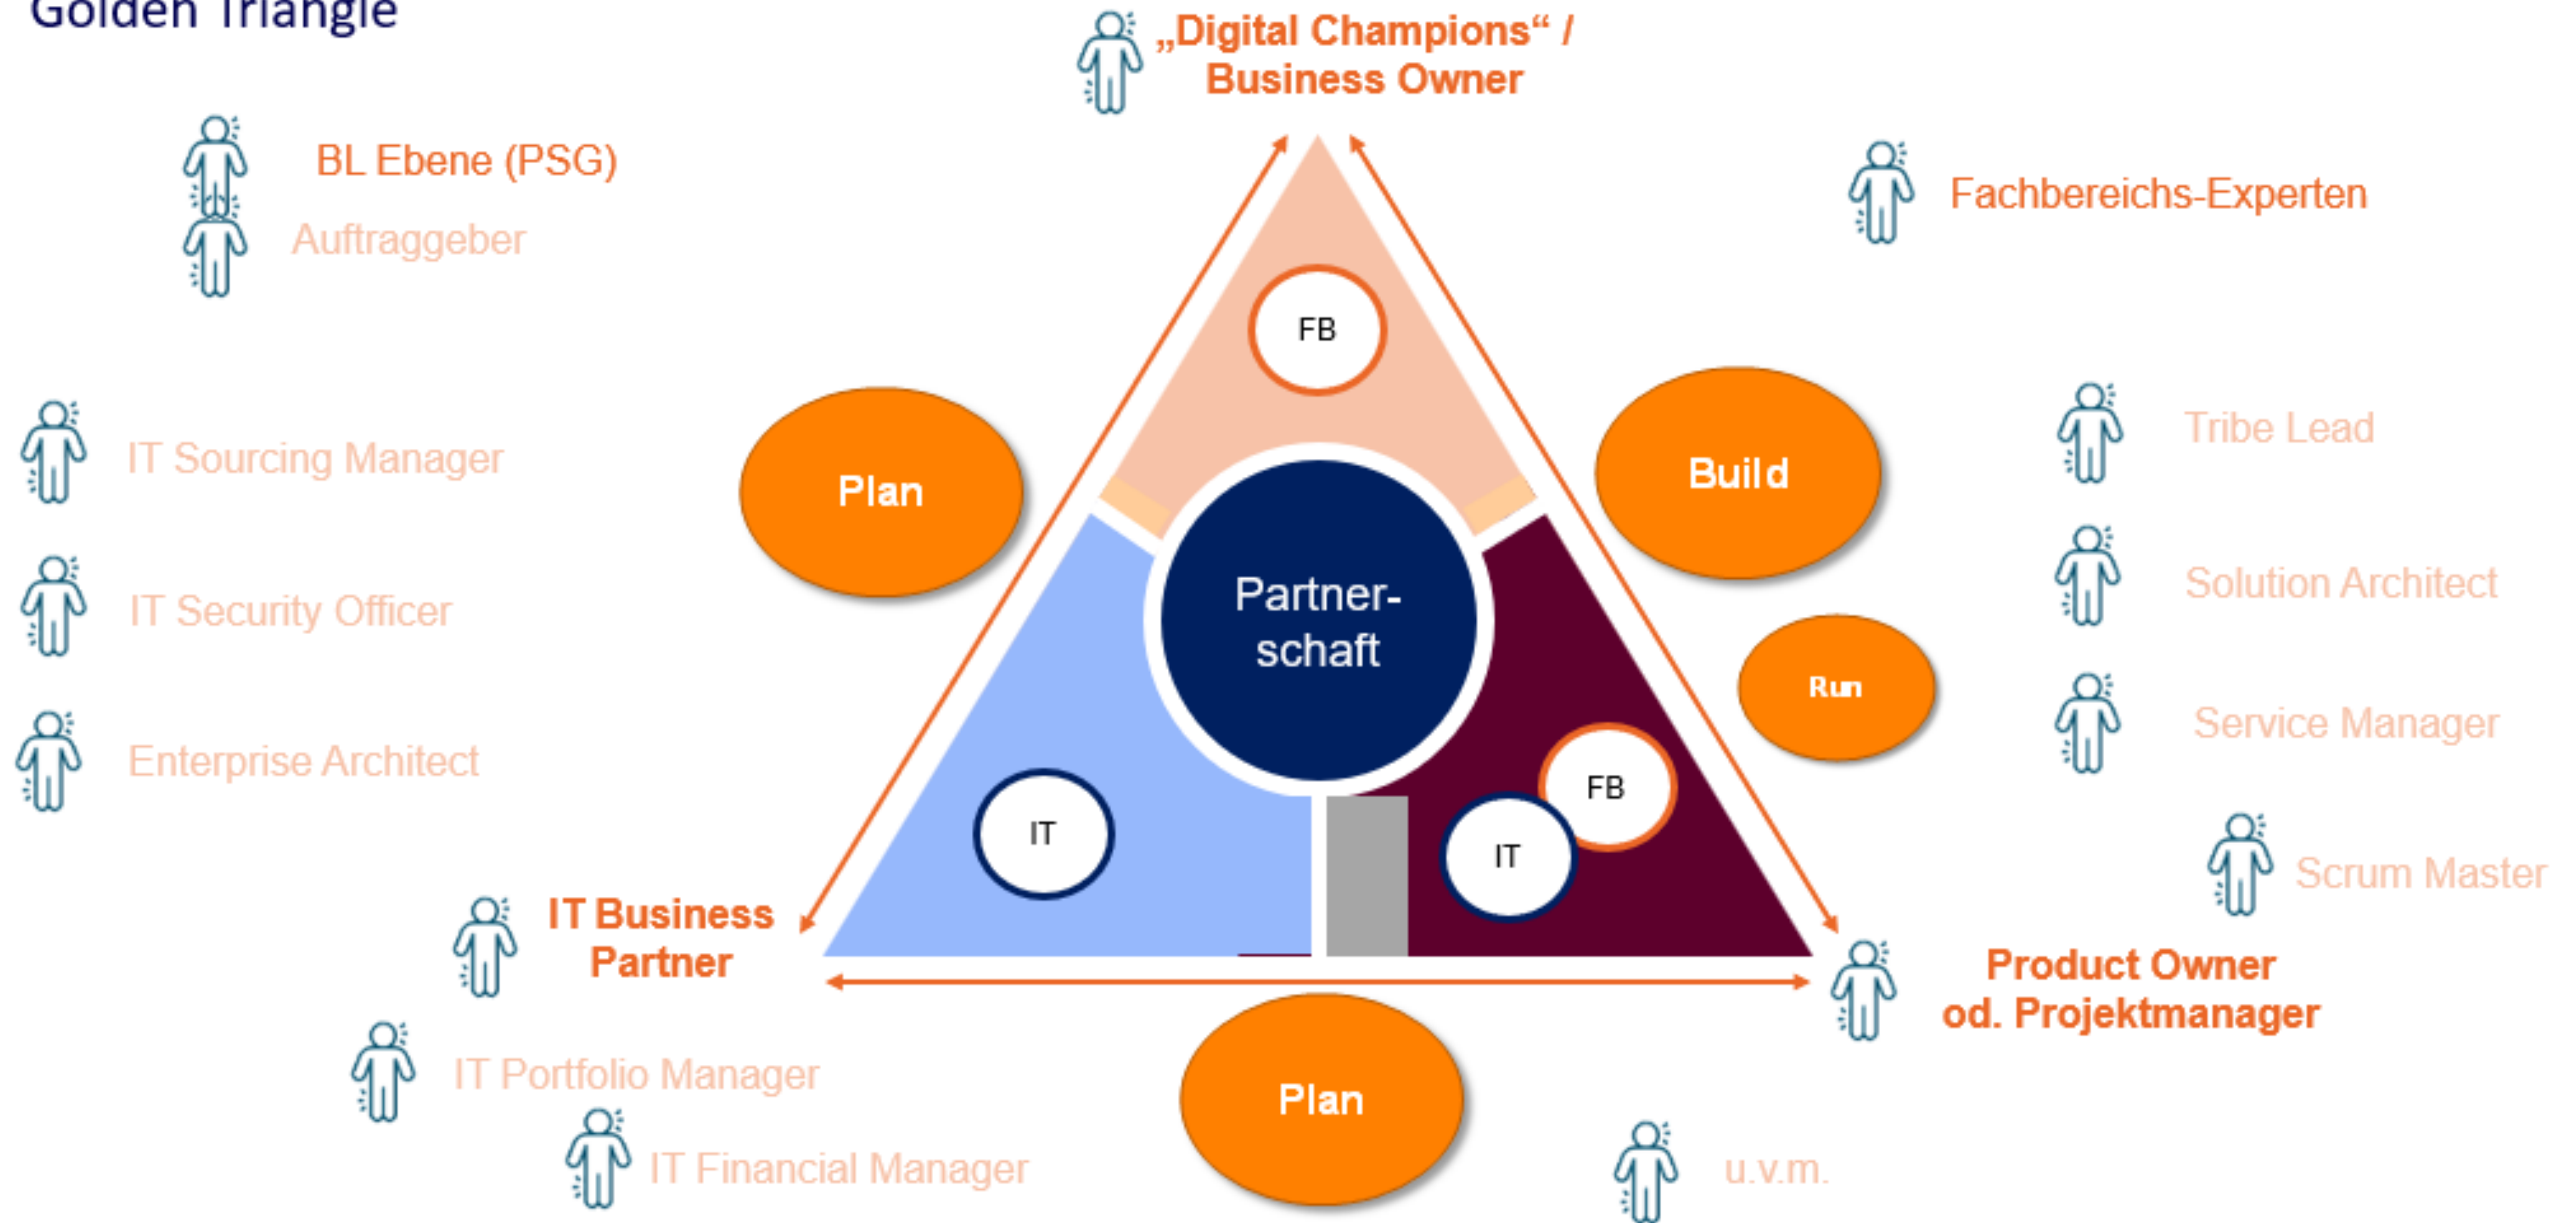 Golden Triangle
„Digital Champions“ /
Business Owner
BL Ebene (PSG)
Auftraggeber
Fachbereichs-Experten
FB
Plan
Build
IT Sourcing Manager
Tribe Lead
IT Security Officer
Solution Architect
Partner-
schaft
Run
Enterprise Architect
Service Manager
IT
FB
IT
Scrum Master
IT Business
Partner
Product Owner
od. Projektmanager
IT Portfolio Manager
Plan
IT Financial Manager
u.v.m.